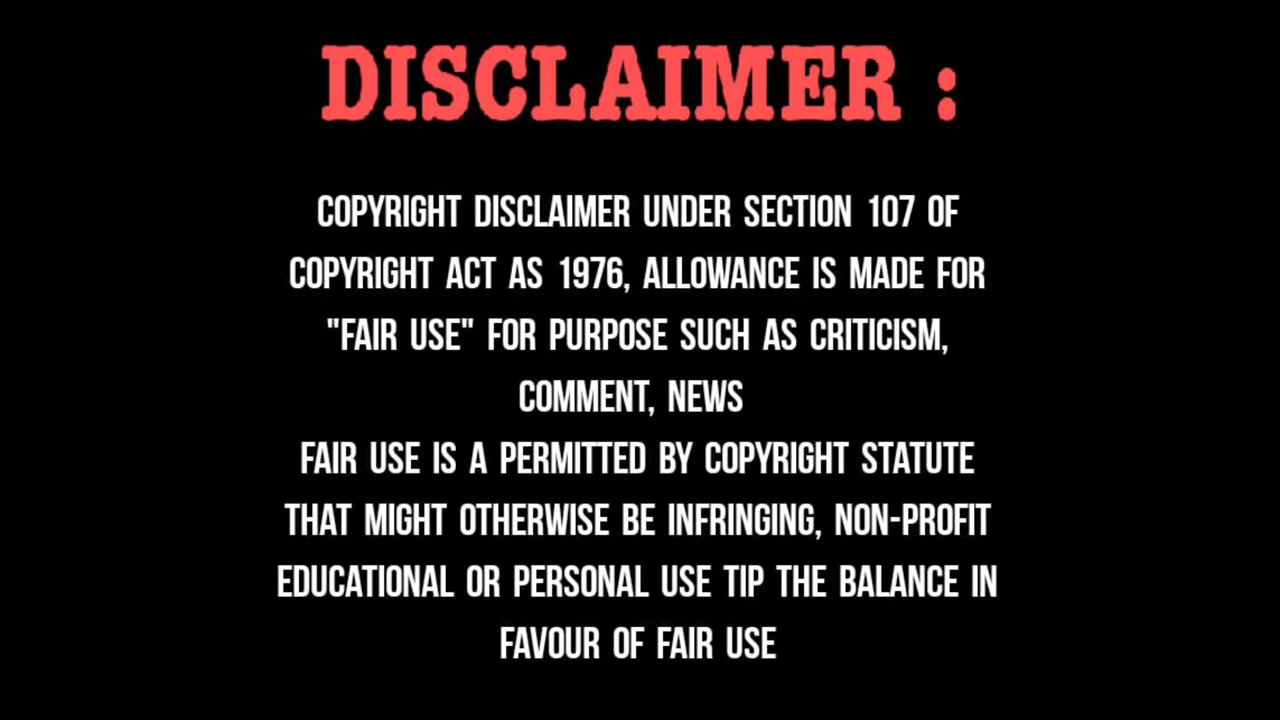 DISCLAIMER :
COPYRIGHT DISCLAIMER UNDER SECTION 107 OF
COPYRIGHT ACT AS 1976, ALLOWANCE IS MADE FOR
"FAIR USE" FOR PURPOSE SUCH AS CRITICISM,
COMMENT, NEWS
FAIR USE IS A PERMITTED BY COPYRIGHT STATUTE
THAT MIGHT OTHERWISE BE INFRINGING, NON-PROFIT
EDUCATIONAL OR PERSONAL USE TIP THE BALANCE IN
FAVOUR OF FAIR USE